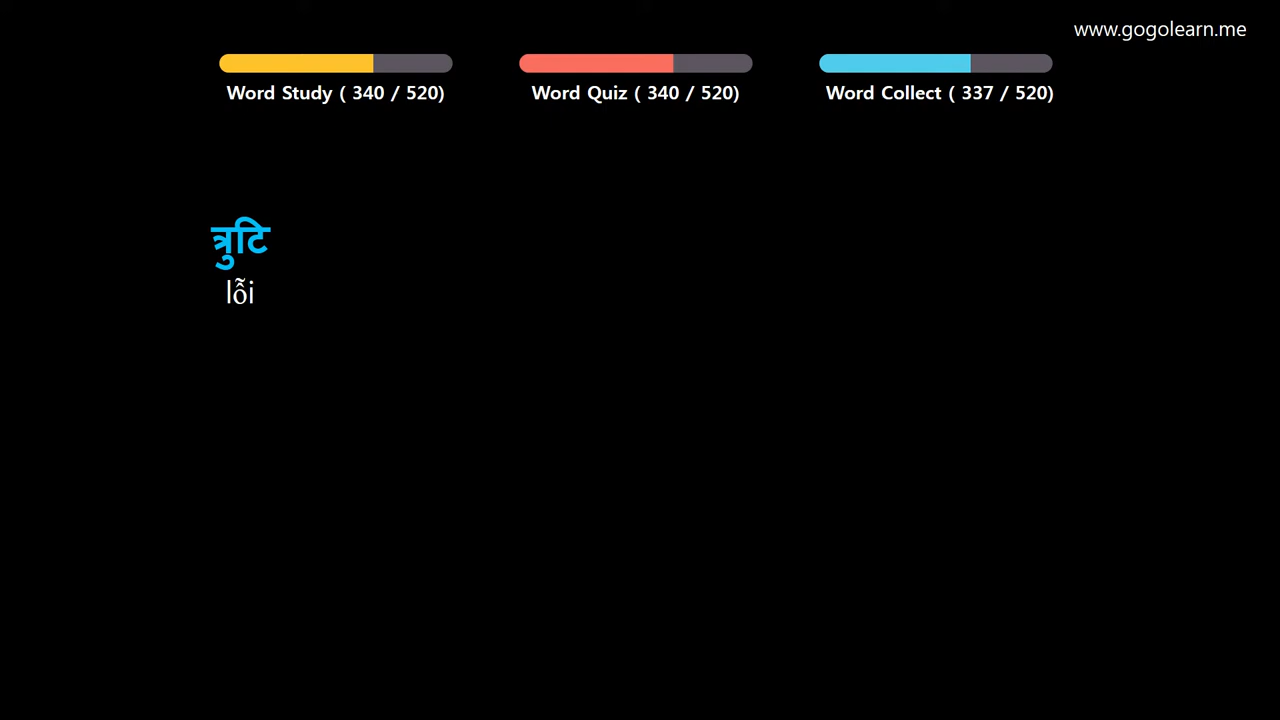 www.gogolearn.me
Word Study ( 340 / 520)
Word Quiz ( 340 / 520)
Word Collect ( 337 / 520)
त्रुटि
lỗi